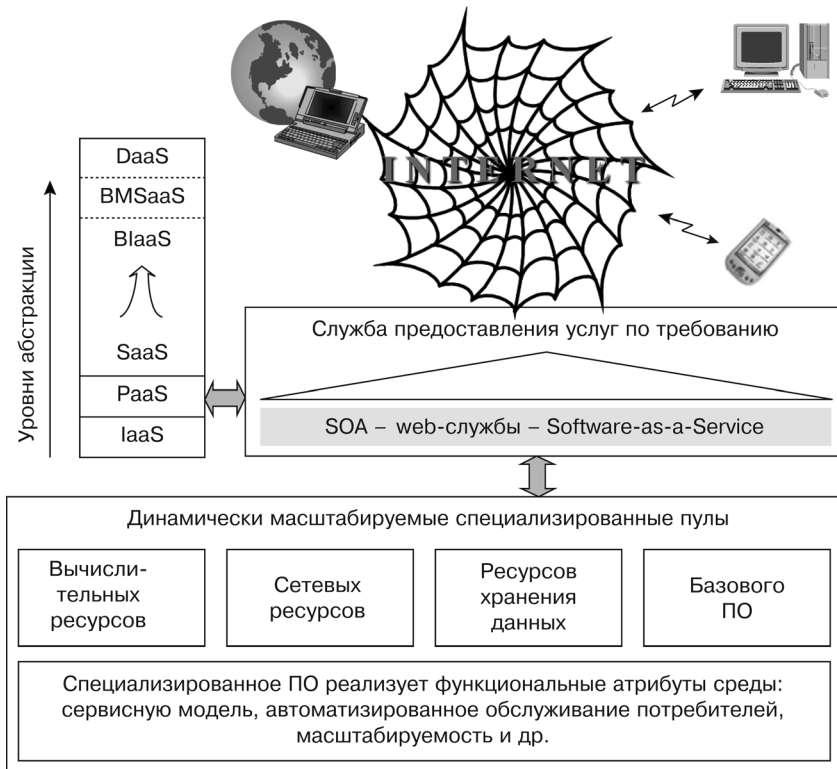 INTERNET
DaaS
BMSaaS
BIaaS
SaaS
PaaS
IaaS
Уровни абстракции
Служба предоставления услуг по требованию
SOA – web-службы – Software-as-a-Service
Динамически масштабируемые специализированные пулы
Вычисли-
тельных
ресурсов
Сетевых
ресурсов
Ресурсов
хранения
данных
Базового
ПО
Специализированное ПО реализует функциональные атрибуты среды:
сервисную модель, автоматизированное обслуживание потребителей,
масштабируемость и др.